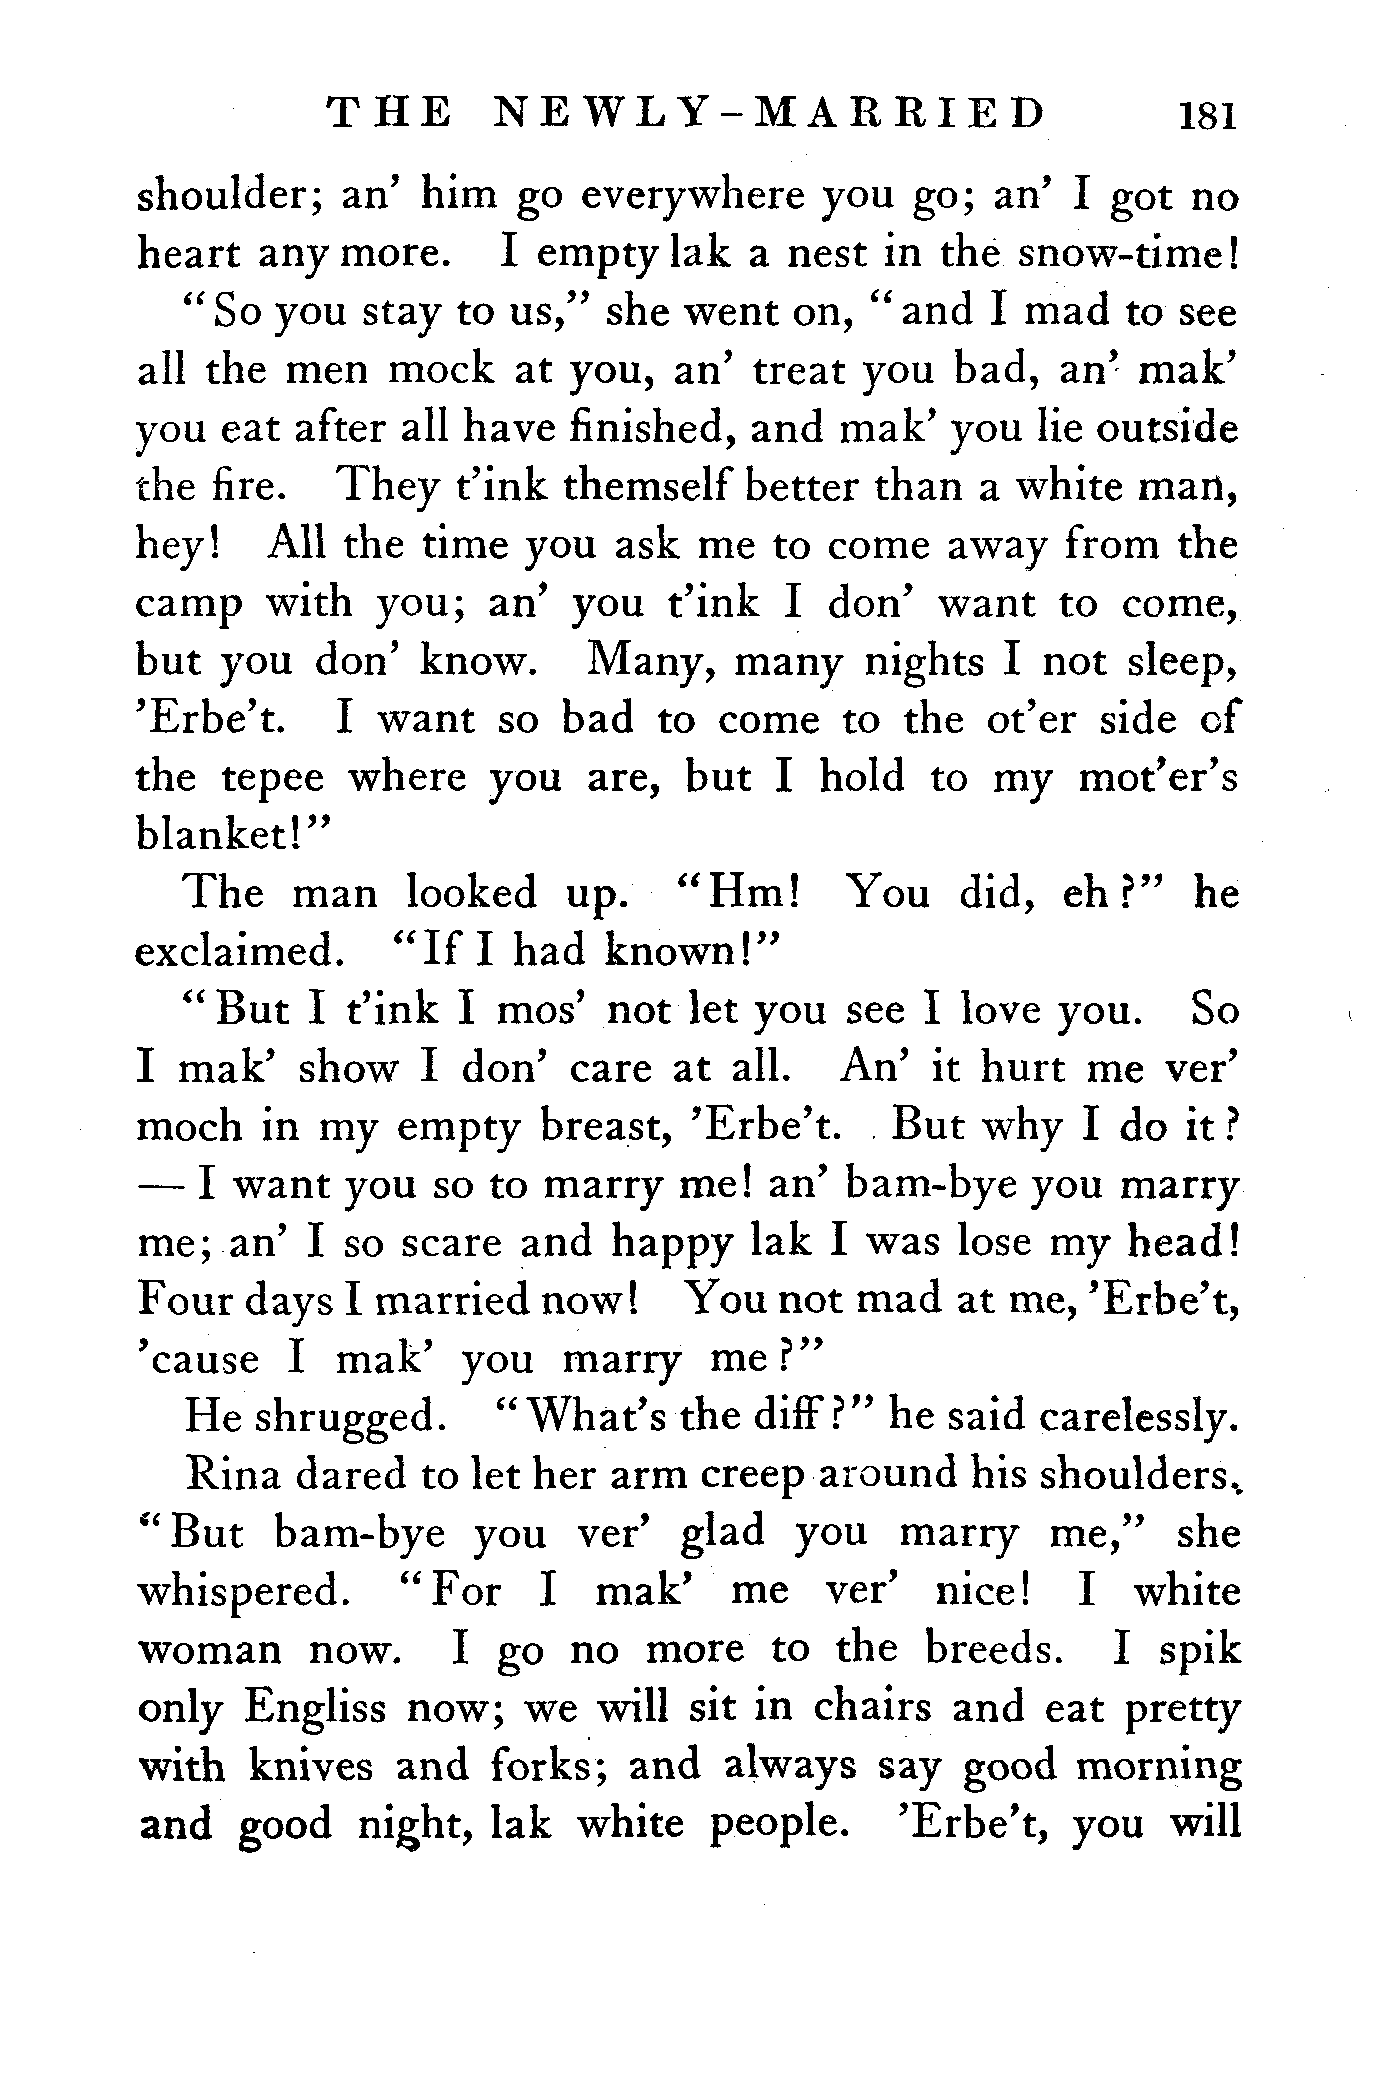 THE NEWLY-MARRIED 181
shoulder; an' him go everywhere you go; an' I got no
heart any more. I empty lak a nest in the snow-time!
"So you stay to us," she went on, "and I mad to see
all the men mock at you, an' treat you bad, an' mak'
you eat after all have finished, and mak' you lie outside
the fire. They t'ink themself better than a white man,
hey! All the time you ask me to come away from the
camp with you; an' you t'ink I don' want to come,
but you don' know. Many, many nights I not sleep,
'Erbe't. I want so bad to come to the ot'er side of
the tepee where you are, but I hold to my mot'er's
blanket!"
The man looked up. "Hm! You did, eh?" he
exclaimed. "If I had known!"
"But I t'ink I mos' not let you see I love you. So
I mak' show I don' care at all. An' it hurt me ver'
moch in my empty breast, 'Erbe't. But why I do it?
— I want you so to marry me! an' bam-bye you marry
me; an' I so scare and happy lak I was lose my head!
Four days I married now! You not mad at me, 'Erbe't,
'cause I mak' you marry me?"
He shrugged. "What's the diff?" he said carelessly.
Rina dared to let her arm creep around his shoulders.
"But bam-bye you ver' glad you marry me," she
whispered. "For I mak' me ver' nice! I white
woman now. I go no more to the breeds. I spik
only Engliss now; we will sit in chairs and eat pretty
with knives and forks; and always say good morning
and good night, lak white people. 'Erbe't, you will